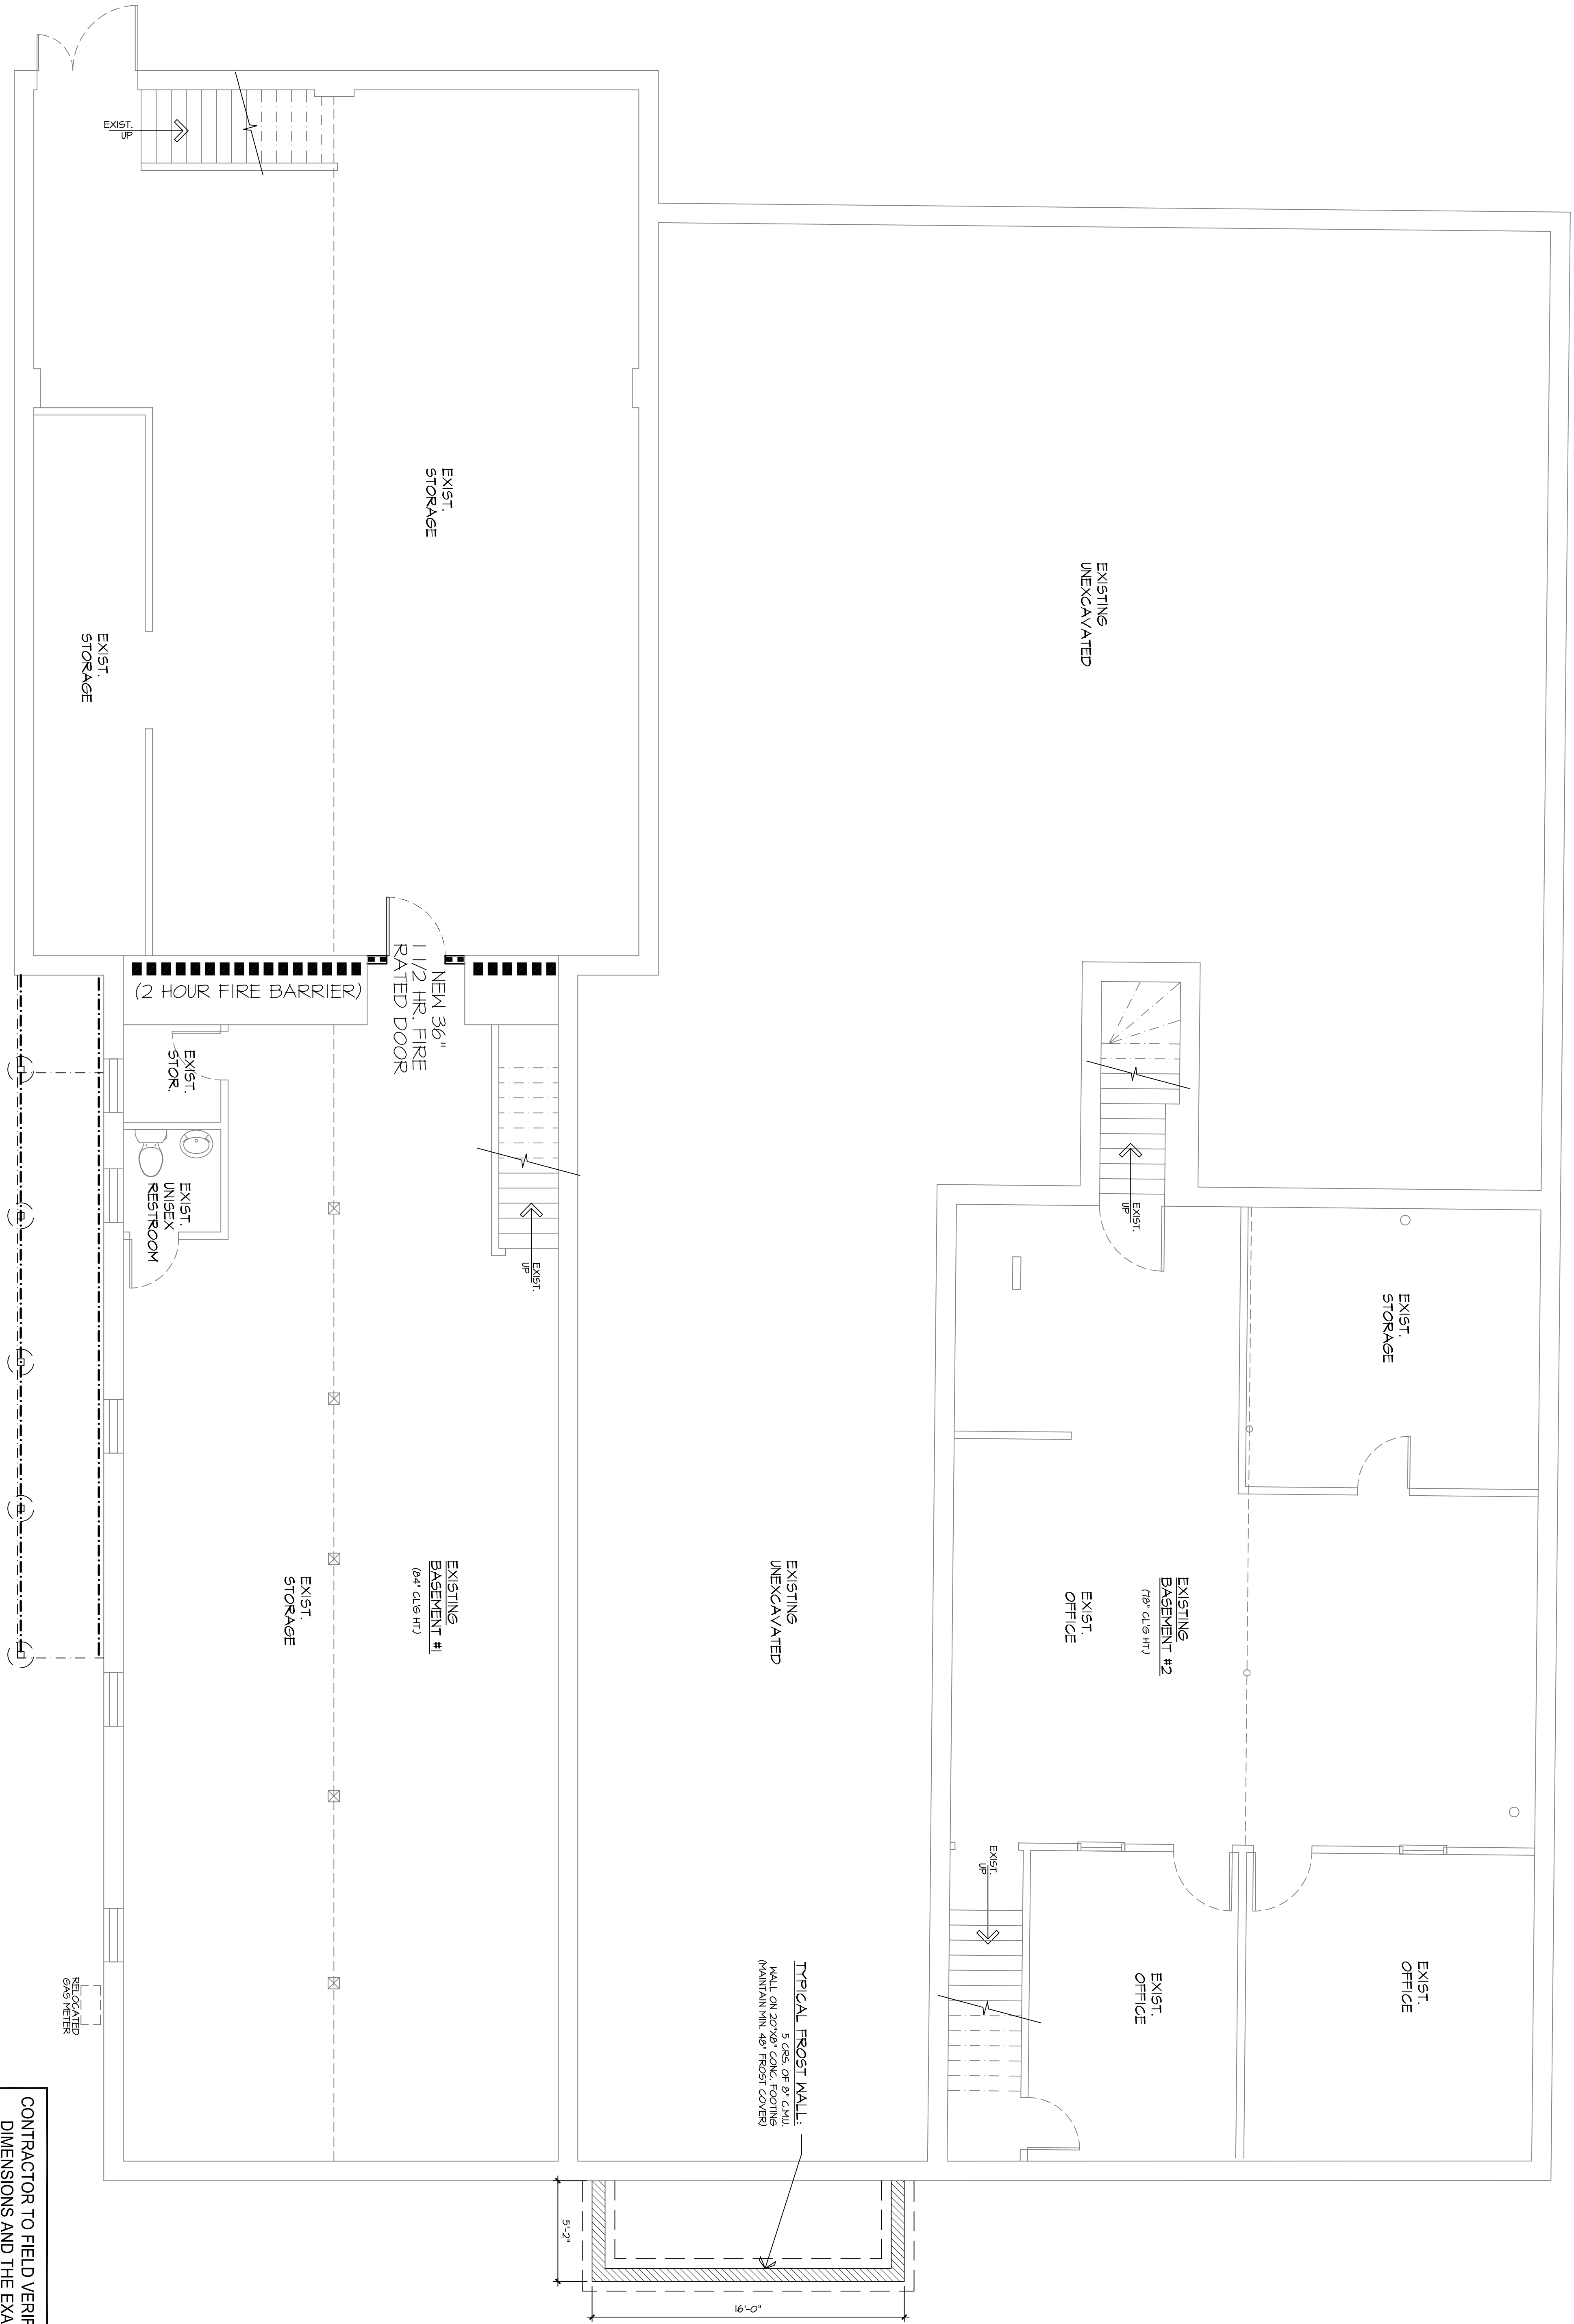 EXIST.
UP
EXIST.
STORAGE
EXIST.
STORAGE
EXISTING
UNEXCAVATED
NEW 36"
1 1/2 HR. FIRE
RATED DOOR
(2 HOUR FIRE BARRIER)
EXIST.
STOR.
EXIST.
UNISEX
RESTROOM
EXIST.
UP
EXIST.
UP
EXIST.
STORAGE
EXISTING
BASEMENT #1
(84" CL'G HT.)
EXIST.
STORAGE
EXISTING
UNEXCAVATED
EXISTING
BASEMENT #2
(78" CL'G HT.)
EXIST.
OFFICE
EXIST.
UP
EXIST.
OFFICE
EXIST.
OFFICE
TYPICAL FROST WALL:
5 CRS. OF 8" C.M.U.
WALL ON 20"X8" CONC. FOOTING
(MAINTAIN MIN. 48" FROST COVER)
RELOCATED
GAS METER
5'-2"
16'-0"
CONTRACTOR TO FIELD VERIF
DIMENSIONS AND THE EXA